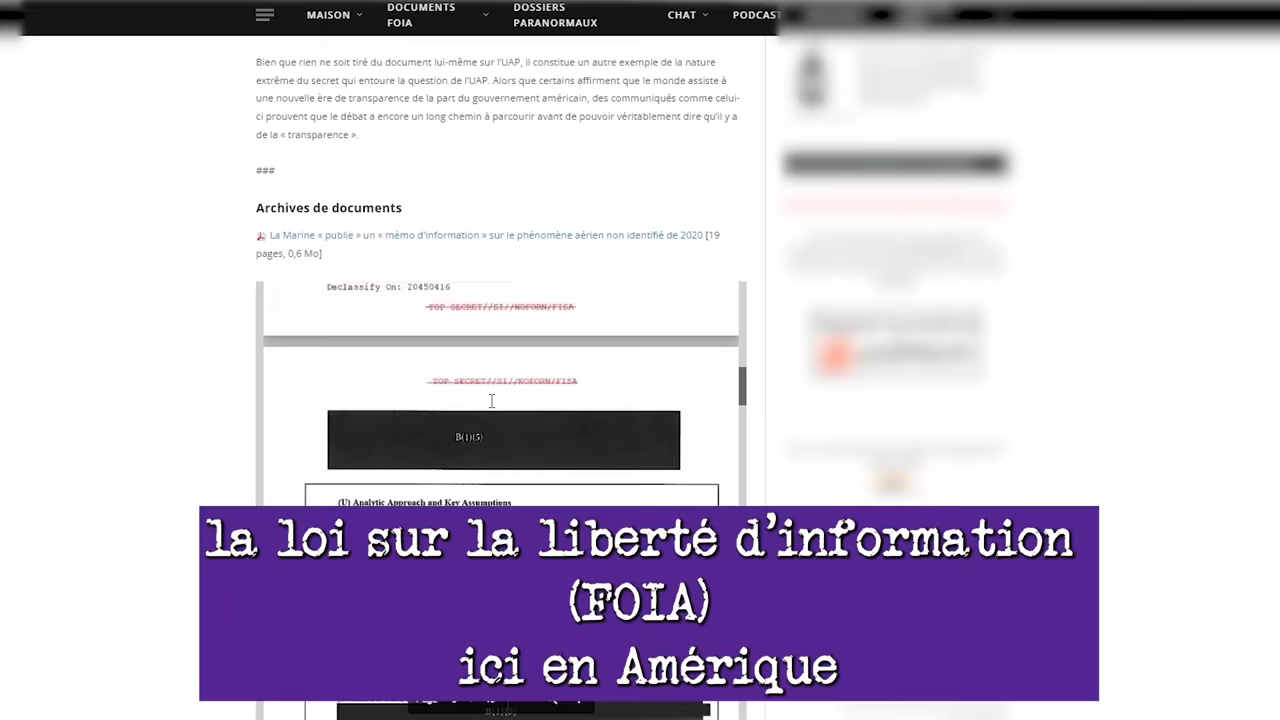 MAISON
DOCUMENTS
FOIA
DOSSIERS
PARANORMAUX
CHAT
PODCAST
Bien que rien ne soit tiré du document lui-même sur l'UAP, il constitue un autre exemple de la nature
extrême du secret qui entoure la question de l'UAP. Alors que certains affirment que le monde assiste à
une nouvelle ère de transparence de la part du gouvernement américain, des communiqués comme celui-
ci prouvent que le débat a encore un long chemin à parcourir avant de pouvoir véritablement dire qu'il y a
de la « transparence ».
###
Archives de documents
La Marine « publie » un « mémo d'information » sur le phénomène aérien non identifié de 2020 [19
pages, 0,6 Mo]
Declassify On: 20450416
TOP SECRET//SI//NOFORN/FISA
TOP SECRET//SI//NOFORN/FISA
B(1)(5)
(U) Analytic Approach and Key Assumptions
la loi sur la liberté d'information
(FOIA)
ici en Amérique
B(1)(5)